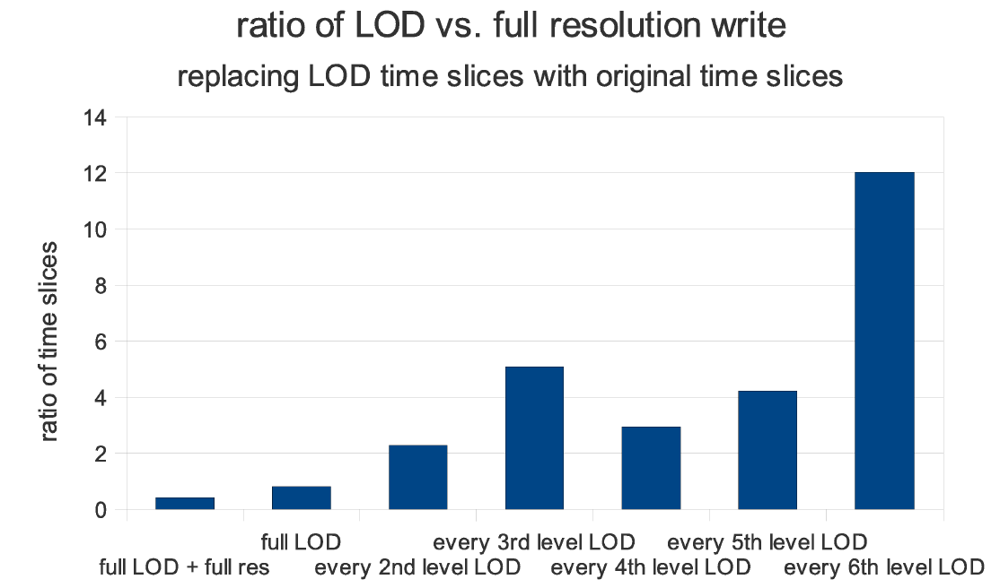 ratio of LOD vs. full resolution write
replacing LOD time slices with original time slices
ratio of time slices
14
12
10
8
6
4
2
0
full LOD + full res
full LOD
every 2nd level LOD
every 3rd level LOD
every 4th level LOD
every 5th level LOD
every 6th level LOD